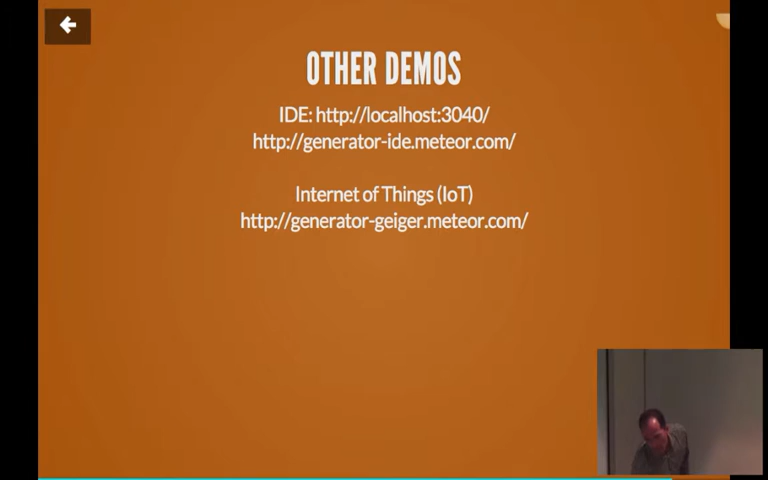 OTHER DEMOS
IDE: http://localhost:3040/
http://generator-ide.meteor.com/
Internet of Things (IoT)
http://generator-geiger.meteor.com/